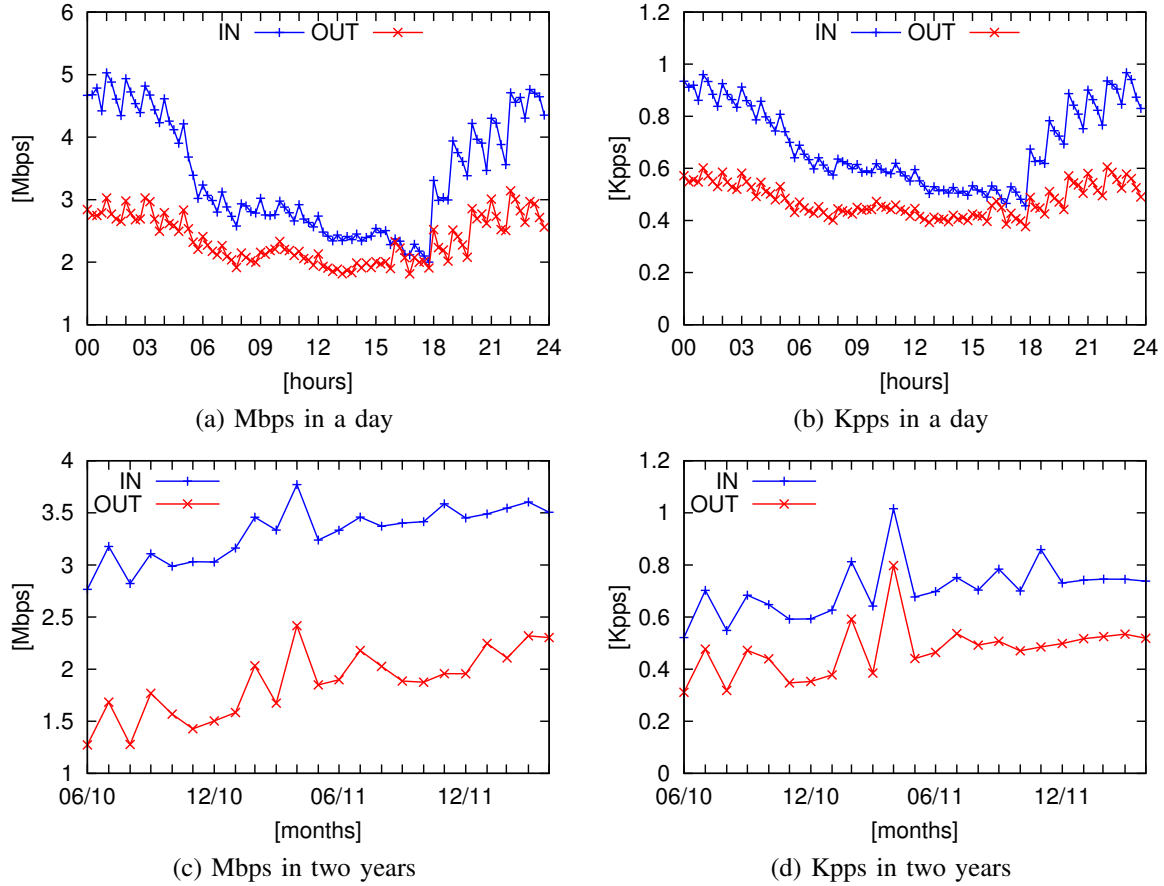 6
5
4
3
2
1
[Mbps]
IN OUT
00 03 06 09 12 15 18 21 24
[hours]
(a) Mbps in a day
1.2
1
0.8
0.6
0.4
0.2
0
[Kpps]
IN OUT
00 03 06 09 12 15 18 21 24
[hours]
(b) Kpps in a day
4
3.5
3
2.5
2
1.5
1
[Mbps]
IN
OUT
06/10 12/10 06/11 12/11
[months]
(c) Mbps in two years
1.2
1
0.8
0.6
0.4
0.2
0
[Kpps]
IN
OUT
06/10 12/10 06/11 12/11
[months]
(d) Kpps in two years